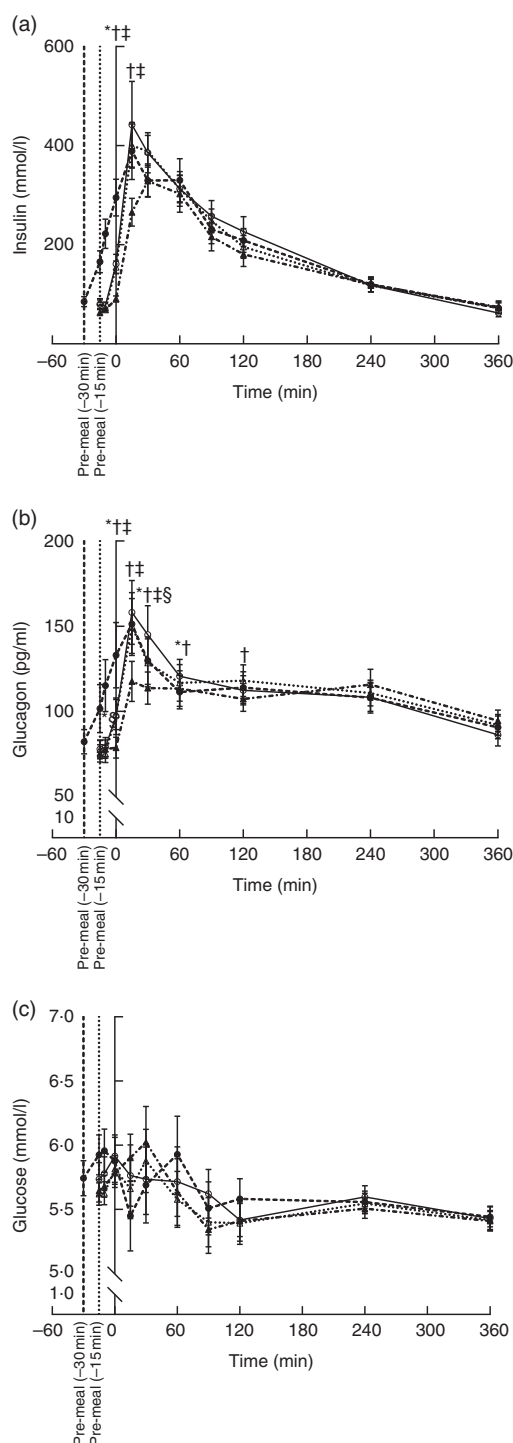 (a)
*†‡
†‡
600
400
200
Insulin (mmol/l)
–60 0 60 120 180 240 300 360
Time (min)
Pre-meal (–30 min)
Pre-meal (–15 min)
(b)
*†‡
†‡
*†‡§
*†
†
200
150
100
50
10
Glucagon (pg/ml)
*
§
–60 0 60 120 180 240 300 360
Time (min)
Pre-meal (–30 min)
Pre-meal (–15 min)
(c)
7·0
6·5
6·0
5·5
5·0
1·0
Glucose (mmol/l)
–60 0 60 120 180 240 300 360
Time (min)
Pre-meal (–30 min)
Pre-meal (–15 min)